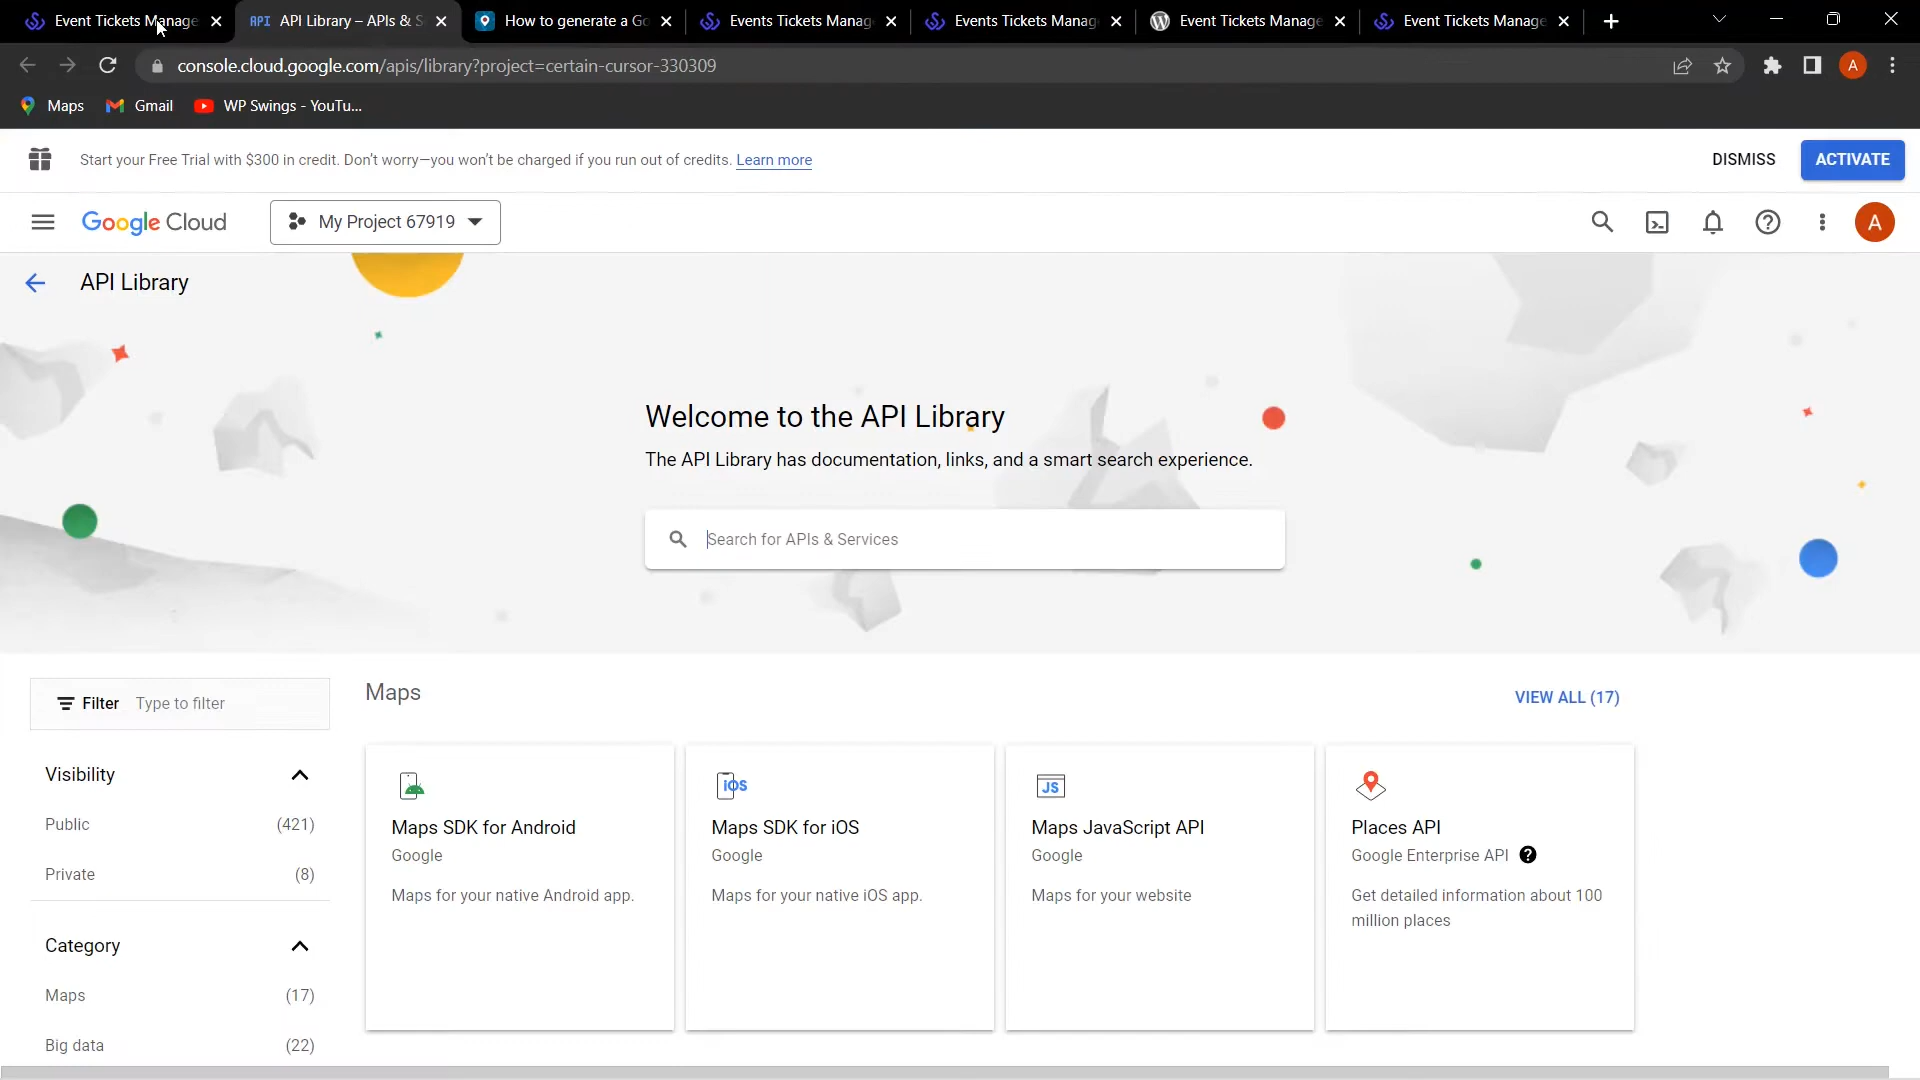 Event Tickets Manage
API API Library – APIs & S
How to generate a Go
Events Tickets Manag
Events Tickets Manag
Event Tickets Manage
Event Tickets Manage
console.cloud.google.com/apis/library?project=certain-cursor-330309
A
Maps
Gmail
WP Swings - YouTu...
Start your Free Trial with $300 in credit. Don't worry—you won't be charged if you run out of credits. Learn more
DISMISS
ACTIVATE
Google Cloud
My Project 67919
A
API Library
Welcome to the API Library
The API Library has documentation, links, and a smart search experience.
Search for APIs & Services
Filter Type to filter
Maps
VIEW ALL (17)
Visibility
Public (421)
Private (8)
Category
Maps (17)
Big data (22)
Maps SDK for Android
Google
Maps for your native Android app.
iOS
Maps SDK for iOS
Google
Maps for your native iOS app.
JS
Maps JavaScript API
Google
Maps for your website
Places API
Google Enterprise API ?
Get detailed information about 100
million places